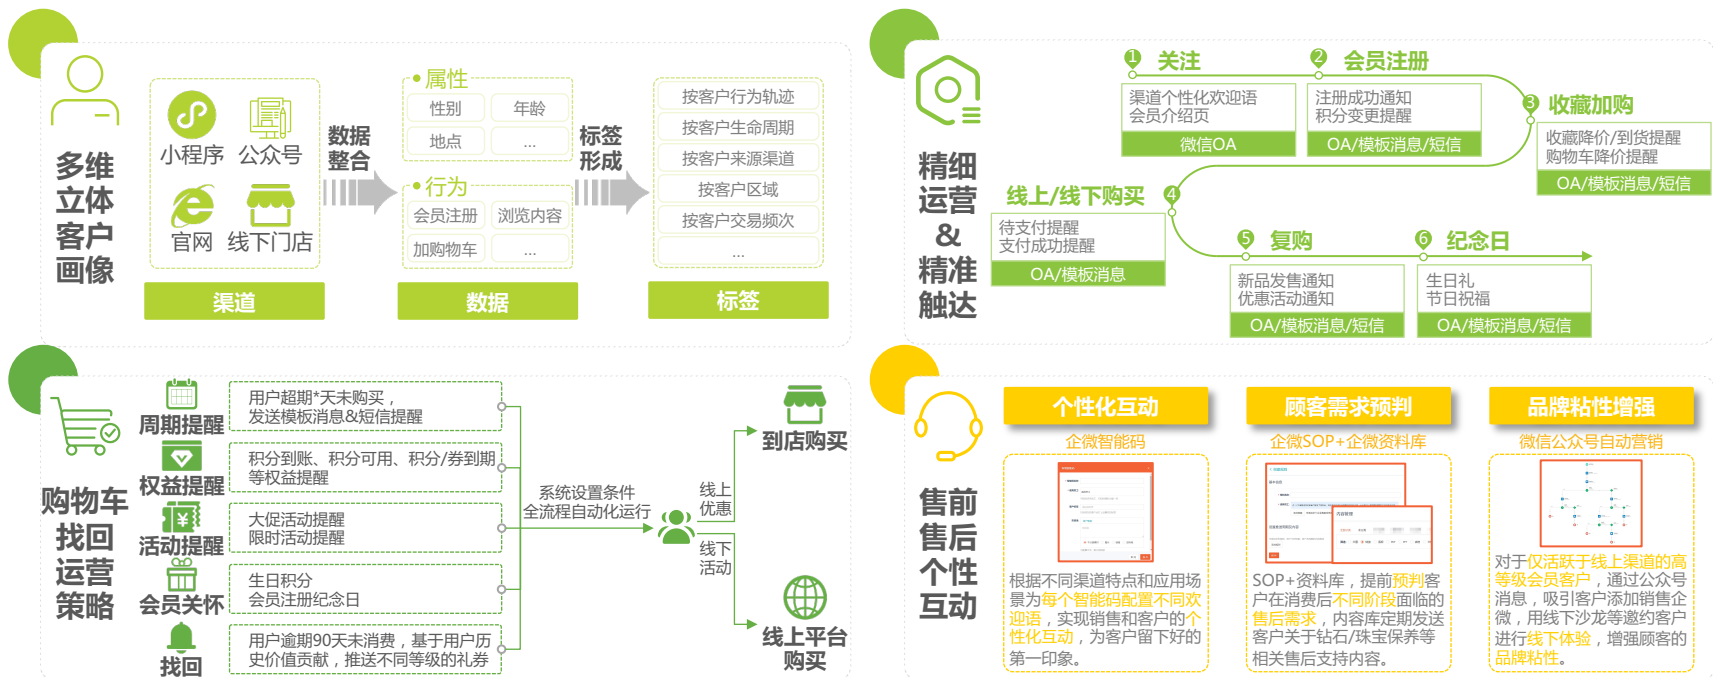 多维
立体
客户
画像
小程序
公众号
官网
线下门店
渠道
数据
整合
属性
性别
年龄
地点
...
行为
会员注册
浏览内容
加购物车
...
数据
标签
形成
按客户行为轨迹
按客户生命周期
按客户来源渠道
按客户区域
按客户交易频次
...
标签
精细
运营
&
精准
触达
1 关注
渠道个性化欢迎语
会员介绍页
微信OA
2 会员注册
注册成功通知
积分变更提醒
OA/模板消息/短信
3 收藏加购
收藏降价/到货提醒
购物车降价提醒
OA/模板消息/短信
线上/线下购买 4
待支付提醒
支付成功提醒
OA/模板消息
5 复购
新品发售通知
优惠活动通知
OA/模板消息/短信
6 纪念日
生日礼
节日祝福
OA/模板消息/短信
购物车
找回
运营
策略
周期提醒
用户超期*天未购买，
发送模板消息&短信提醒
权益提醒
积分到账、积分可用、积分/券到期
等权益提醒
活动提醒
大促活动提醒
限时活动提醒
会员关怀
生日积分
会员注册纪念日
找回
用户逾期90天未消费，基于用户历
史价值贡献，推送不同等级的礼券
系统设置条件
全流程自动化运行
线上
优惠
线下
活动
到店购买
线上平台
购买
售前
售后
个性
互动
个性化互动
企微智能码
根据不同渠道特点和应用场
景为每个智能码配置不同欢
迎语，实现销售和客户的个
性化互动，为客户留下好的
第一印象。
顾客需求预判
企微SOP+企微资料库
内容管理
SOP+资料库，提前预判客
户在消费后不同阶段面临的
售后需求，内容库定期发送
客户关于钻石/珠宝保养等
相关售后支持内容。
品牌粘性增强
微信公众号自动营销
对于仅活跃于线上渠道的高
等级会员客户，通过公众号
消息，吸引客户添加销售企
微，用线下沙龙等邀约客户
进行线下体验，增强顾客的
品牌粘性。